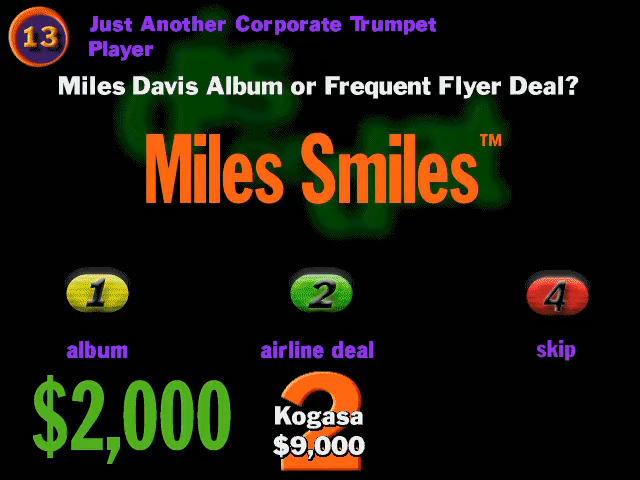 13
Just Another Corporate Trumpet
Player
Miles Davis Album or Frequent Flyer Deal?
Miles Smiles™
1
2
4
album
airline deal
skip
$2,000
2
Kogasa
$9,000